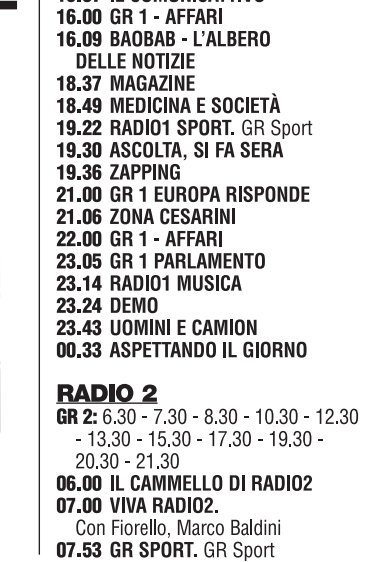 16.00 GR 1 - AFFARI
16.09 BAOBAB - L'ALBERO
DELLE NOTIZIE
18.37 MAGAZINE
18.49 MEDICINA E SOCIETÀ
19.22 RADIO1 SPORT. GR Sport
19.30 ASCOLTA, SI FA SERA
19.36 ZAPPING
21.00 GR 1 EUROPA RISPONDE
21.06 ZONA CESARINI
22.00 GR 1 - AFFARI
23.05 GR 1 PARLAMENTO
23.14 RADIO1 MUSICA
23.24 DEMO
23.43 UOMINI E CAMION
00.33 ASPETTANDO IL GIORNO
RADIO 2
GR 2: 6.30 - 7.30 - 8.30 - 10.30 - 12.30
- 13.30 - 15.30 - 17.30 - 19.30 -
20.30 - 21.30
06.00 IL CAMMELLO DI RADIO2
07.00 VIVA RADIO2.
Con Fiorello, Marco Baldini
07.53 GR SPORT. GR Sport